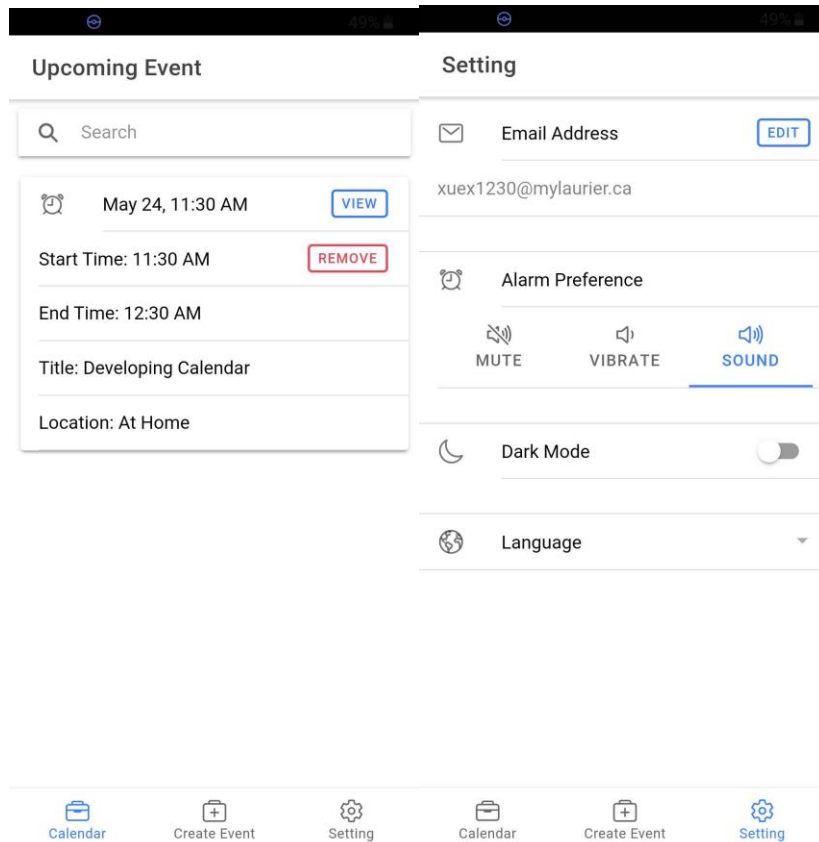 49%
Upcoming Event
Search
May 24, 11:30 AM
VIEW
Start Time: 11:30 AM
REMOVE
End Time: 12:30 AM
Title: Developing Calendar
Location: At Home
Calendar
Create Event
Setting
49%
Setting
Email Address
EDIT
xuex1230@mylaurier.ca
Alarm Preference
MUTE
VIBRATE
SOUND
Dark Mode
Language
Calendar
Create Event
Setting